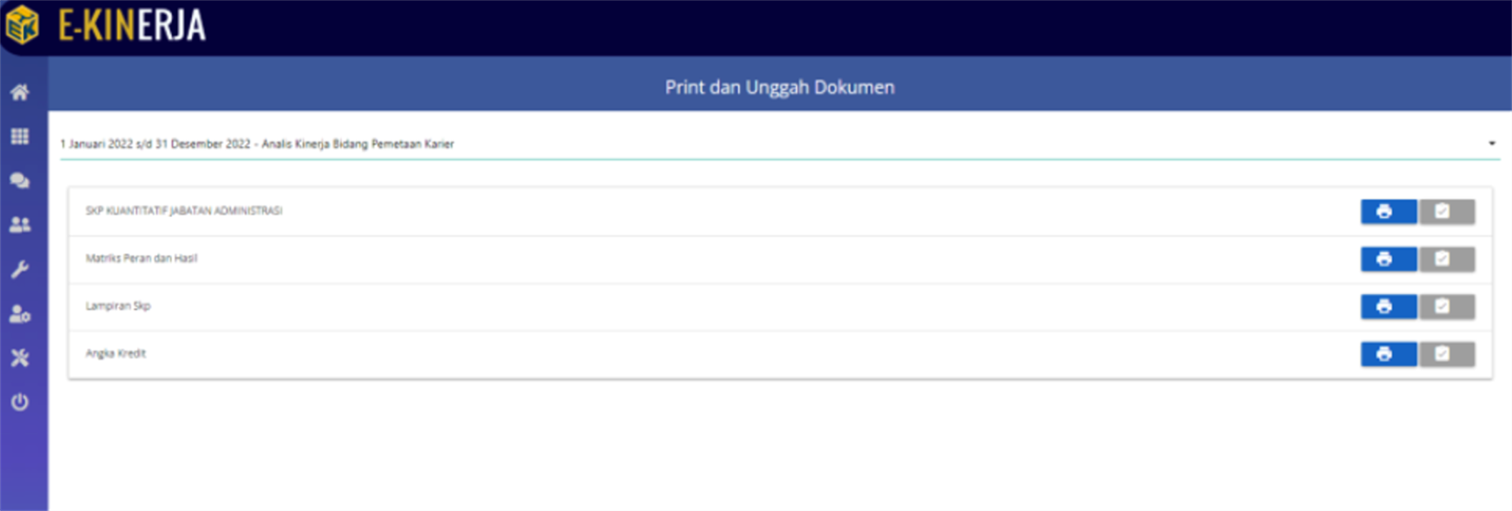 E-KINERJA
Print dan Unggah Dokumen
1 Januari 2022 s/d 31 Desember 2022 - Analis Kinerja Bidang Pemetaan Karier
SKP KUANTITATIF JABATAN ADMINISTRASI
Matriks Peran dan Hasil
Lampiran Skp
Angka Kredit